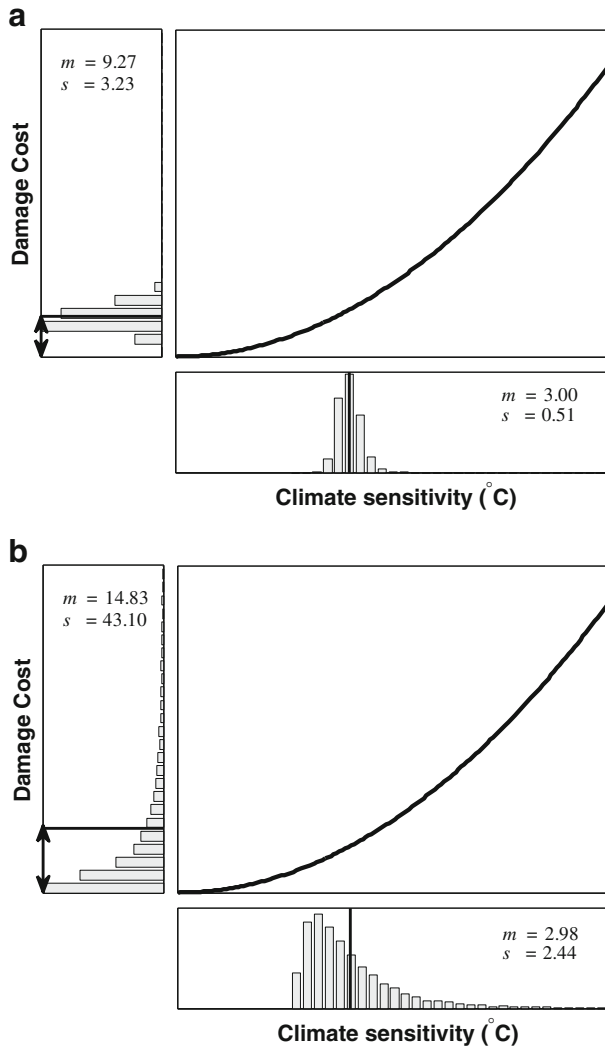 a
m = 9.27
s = 3.23
Damage Cost
m = 3.00
s = 0.51
Climate sensitivity (°C)
b
m = 14.83
s = 43.10
Damage Cost
m = 2.98
s = 2.44
Climate sensitivity (°C)